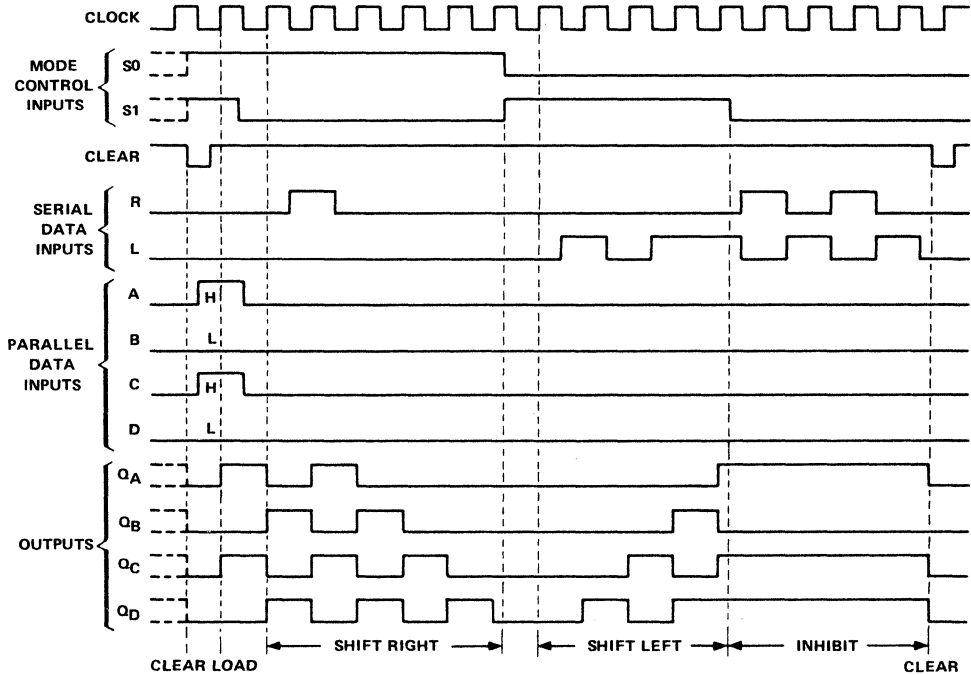 CLOCK
MODE
CONTROL
INPUTS
S0
S1
CLEAR
SERIAL
DATA
INPUTS
R
L
PARALLEL
DATA
INPUTS
A
H
B
L
C
H
D
L
OUTPUTS
QA
QB
QC
QD
SHIFT RIGHT
SHIFT LEFT
INHIBIT
CLEAR LOAD
CLEAR